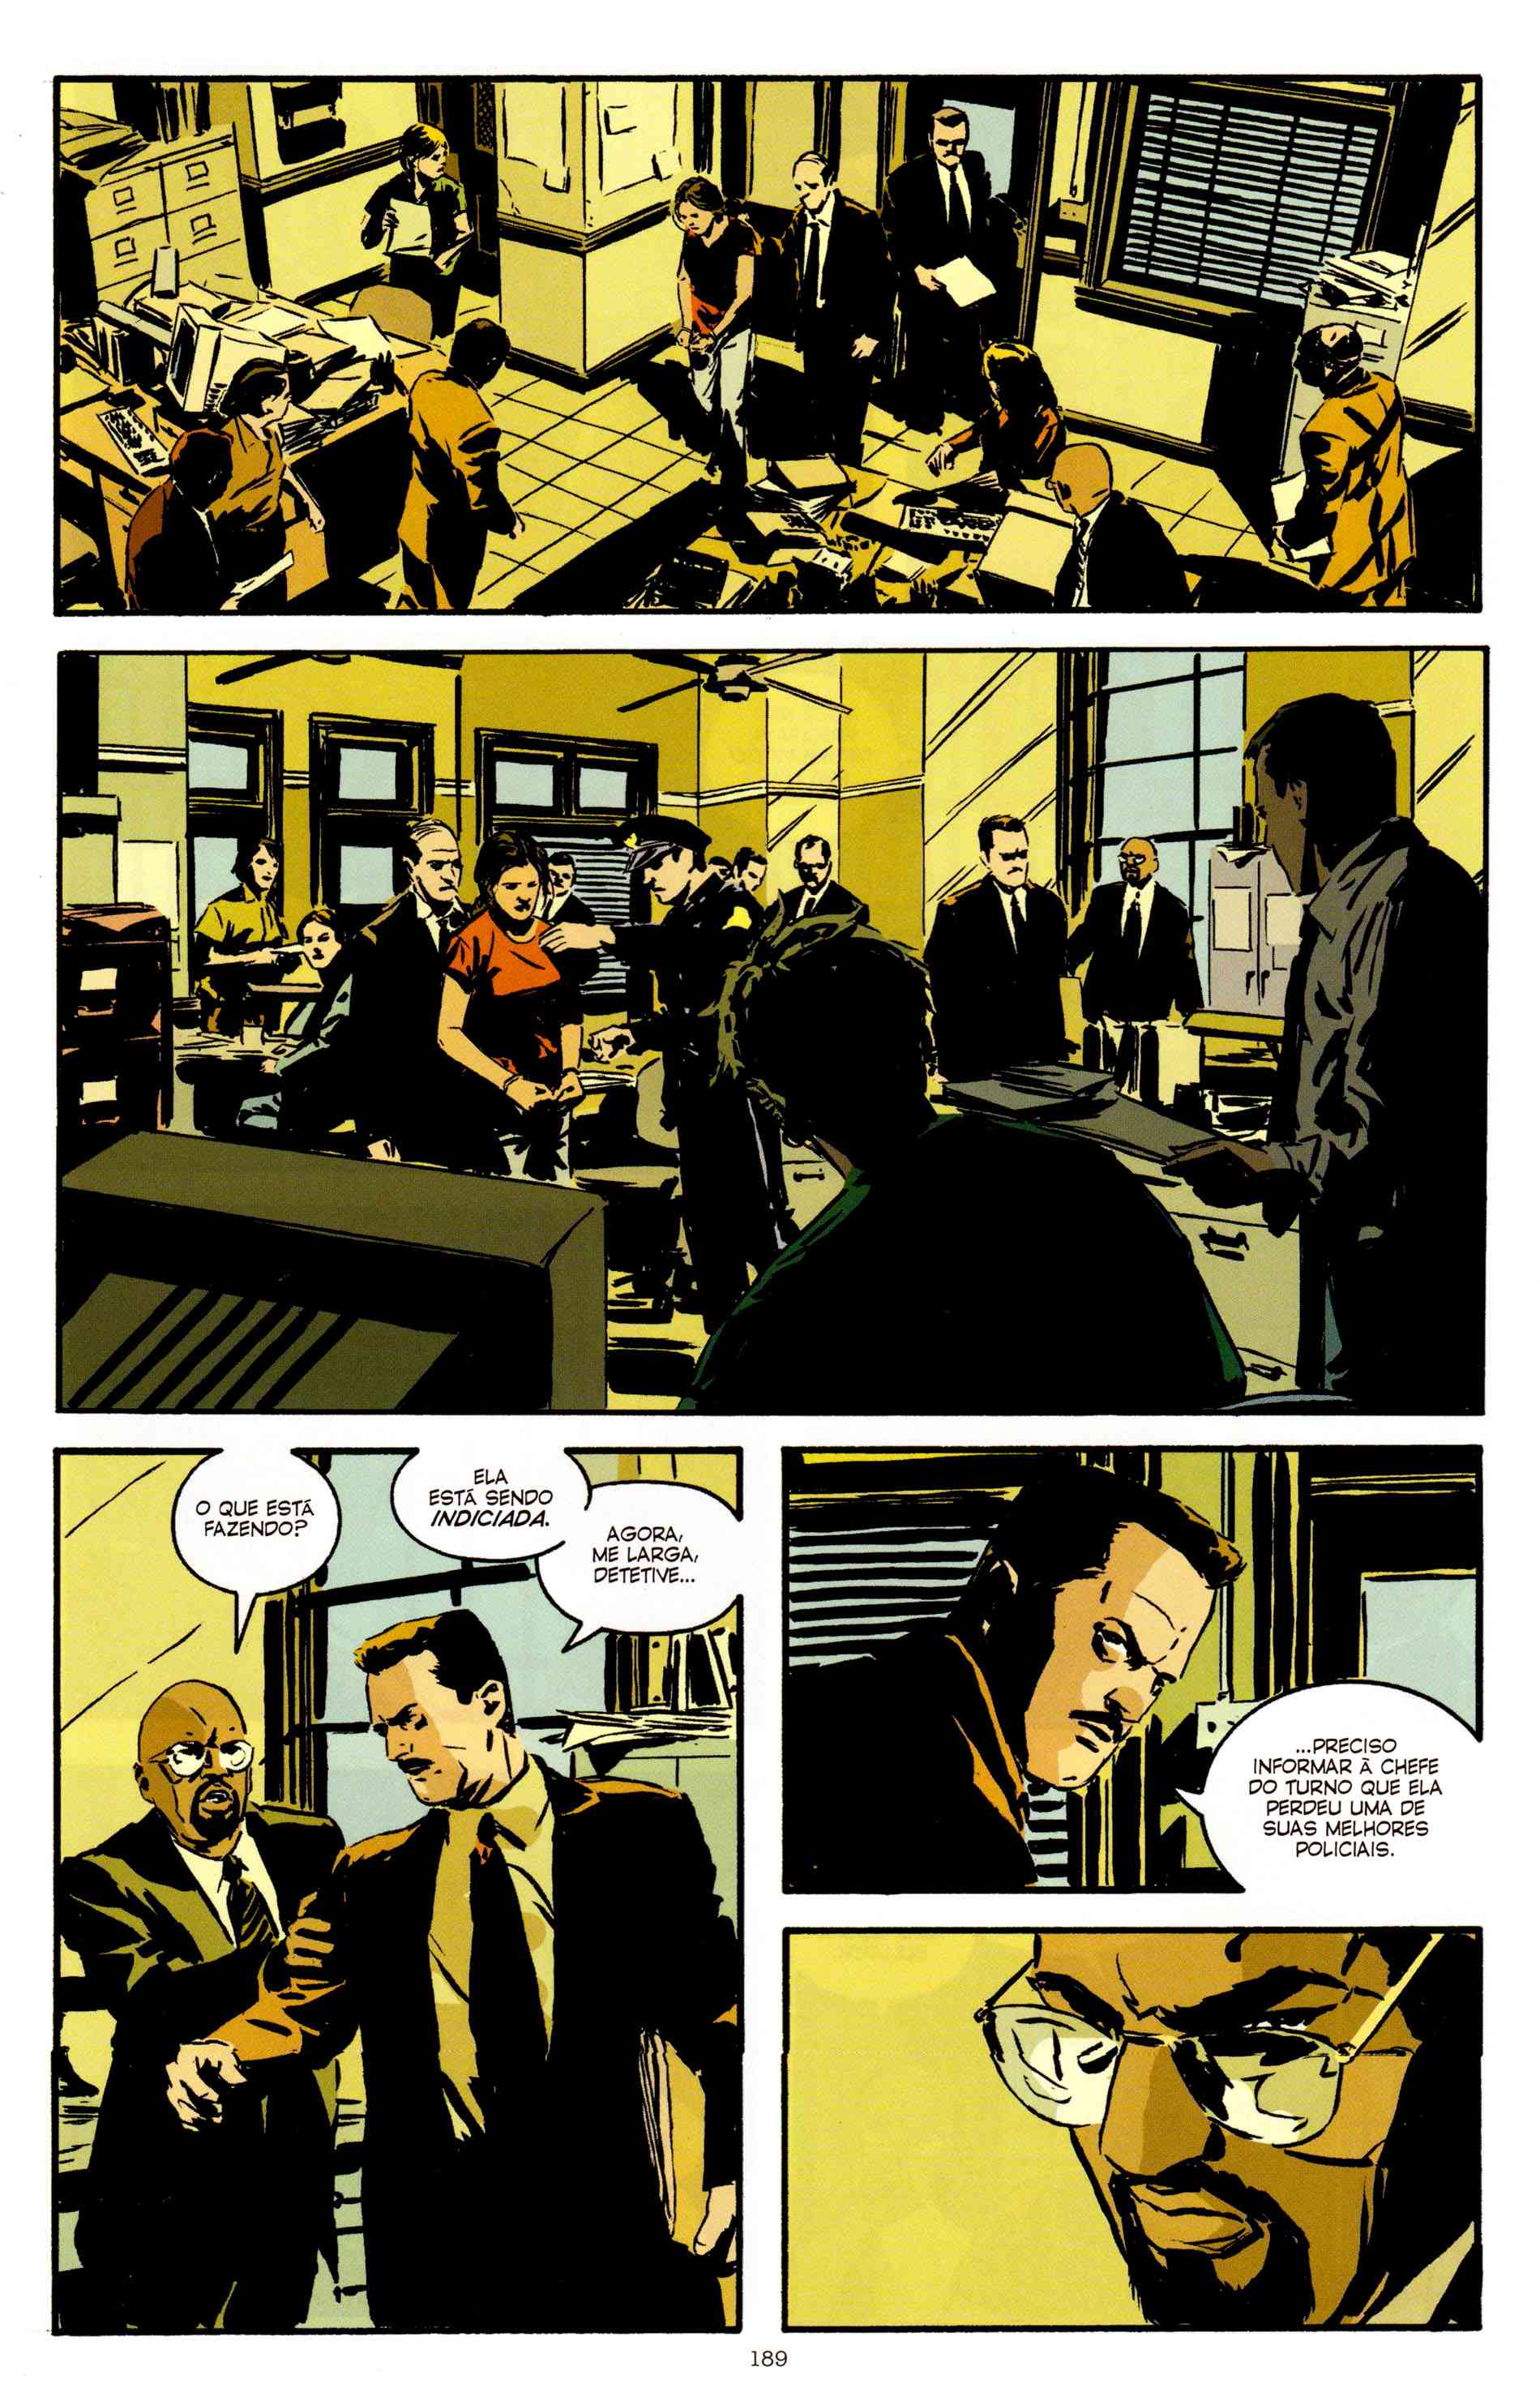 O QUE ESTÁ
FAZENDO?
ELA
ESTÁ SENDO
INDICIADA.
AGORA,
ME LARGA,
DETETIVE...
...PRECISO
INFORMAR À CHEFE
DO TURNO QUE ELA
PERDEU UMA DE
SUAS MELHORES
POLICIAIS.
189